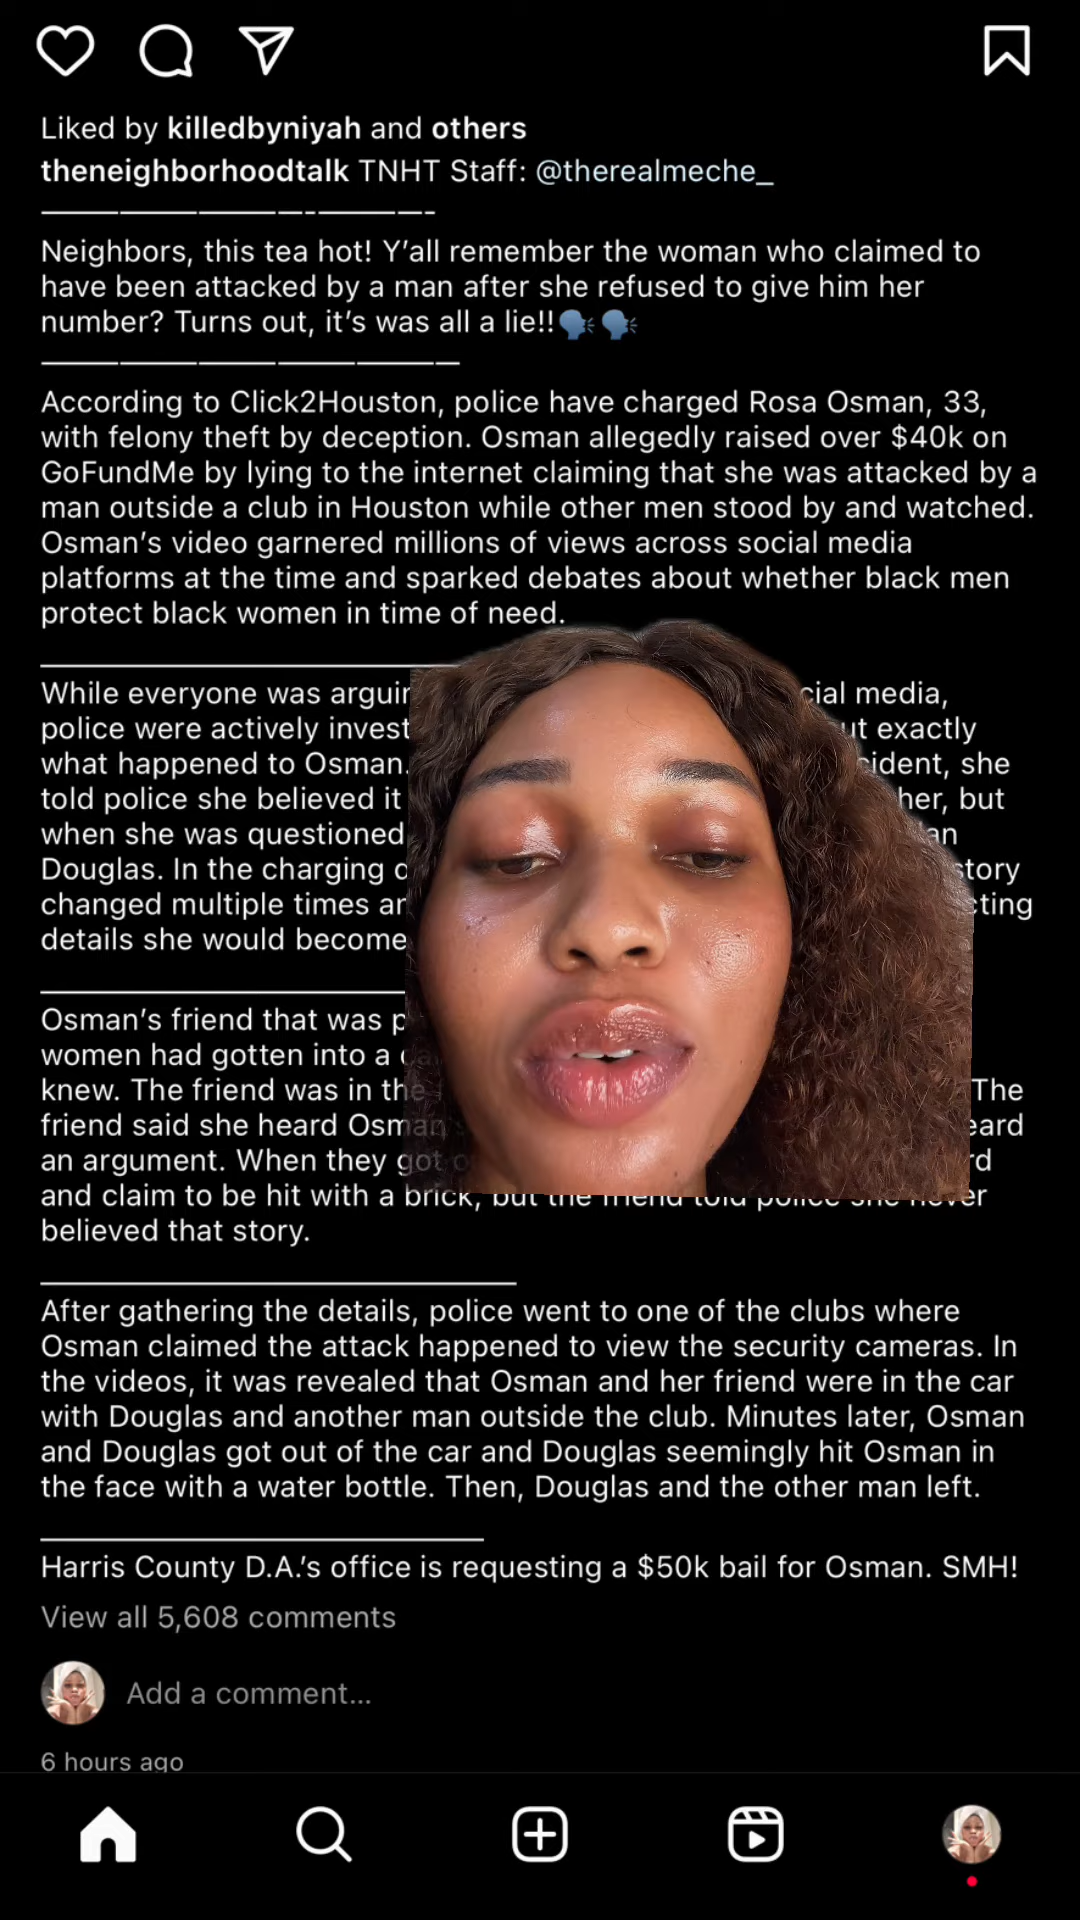 Liked by killedbyniyah and others
theneighborhoodtalk TNHT Staff: @therealmeche_
Neighbors, this tea hot! Y’all remember the woman who claimed to
have been attacked by a man after she refused to give him her
number? Turns out, it’s was all a lie!!🗣️🗣️
According to Click2Houston, police have charged Rosa Osman, 33,
with felony theft by deception. Osman allegedly raised over $40k on
GoFundMe by lying to the internet claiming that she was attacked by a
man outside a club in Houston while other men stood by and watched.
Osman’s video garnered millions of views across social media
platforms at the time and sparked debates about whether black men
protect black women in time of need.
While everyone was media,
police were actively exactly
what happened to Osman. she
told police she believed it her, but
when she was questioned
Douglas. In the charging story
changed multiple times
details she would become
Osman’s friend that was
women had gotten into a
knew. The friend was in the The
friend said she heard Osman's
an argument. When they got
and claim to be hit with a brick, but the friend told police she never
believed that story.
After gathering the details, police went to one of the clubs where
Osman claimed the attack happened to view the security cameras. In
the videos, it was revealed that Osman and her friend were in the car
with Douglas and another man outside the club. Minutes later, Osman
and Douglas got out of the car and Douglas seemingly hit Osman in
the face with a water bottle. Then, Douglas and the other man left.
Harris County D.A.’s office is requesting a $50k bail for Osman. SMH!
View all 5,608 comments
Add a comment...
6 hours ago